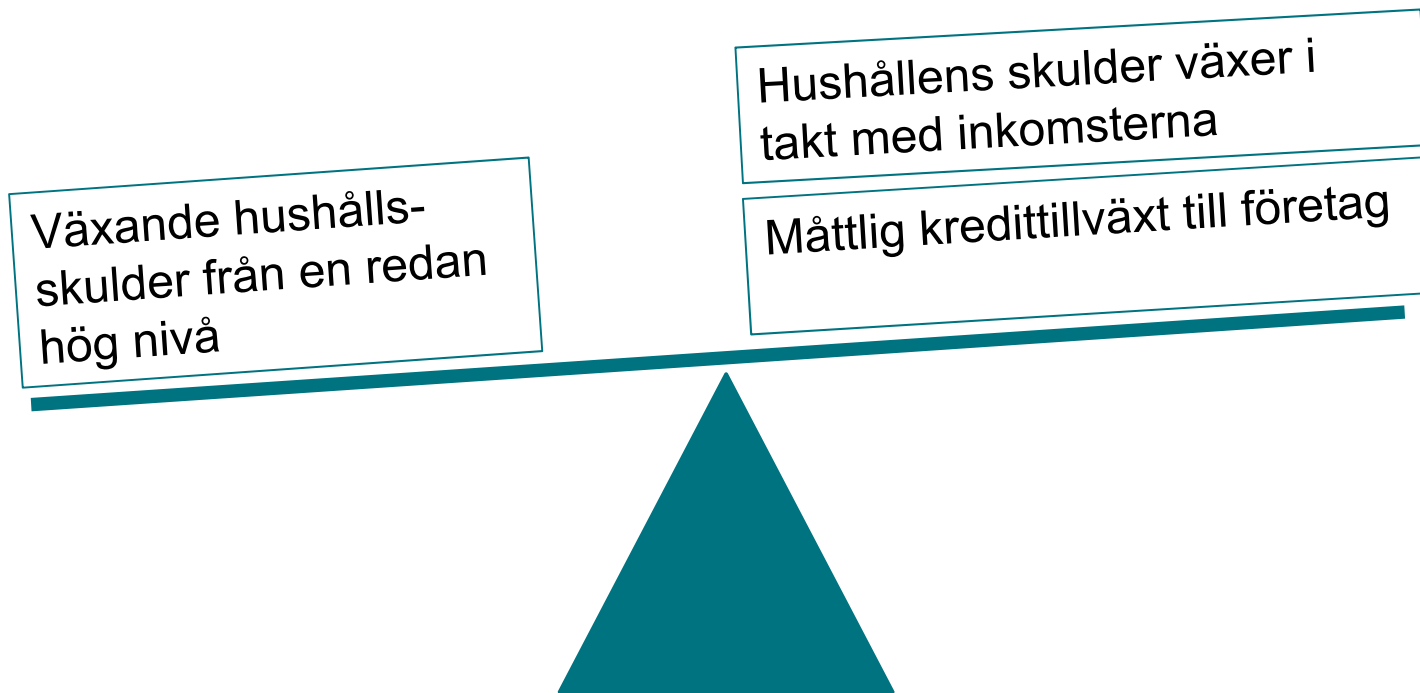 Växande hushålls-
skulder från en redan
hög nivå
Hushållens skulder växer i
takt med inkomsterna
Måttlig kredittillväxt till företag